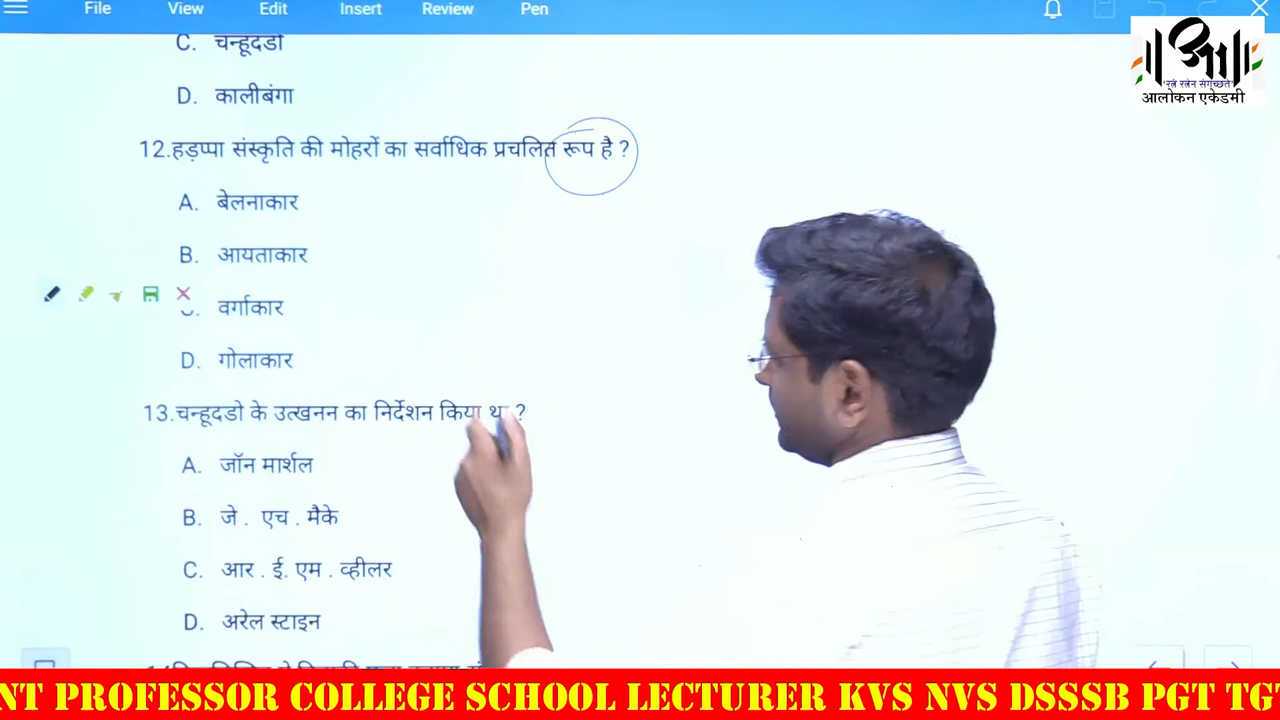 File View Edit Insert Review Pen
C. चन्हूदडो
D. कालीबंगा
12.हड़प्पा संस्कृति की मोहरों का सर्वाधिक प्रचलित रूप है ?
A. बेलनाकार
B. आयताकार
C. वर्गाकार
D. गोलाकार
13.चन्हूदडो के उत्खनन का निर्देशन किया था ?
A. जॉन मार्शल
B. जे . एच . मैके
C. आर . ई. एम . व्हीलर
D. अरेल स्टाइन
आलोकन एकेडमी
NT PROFESSOR COLLEGE SCHOOL LECTURER KVS NVS DSSSB PGT TGT